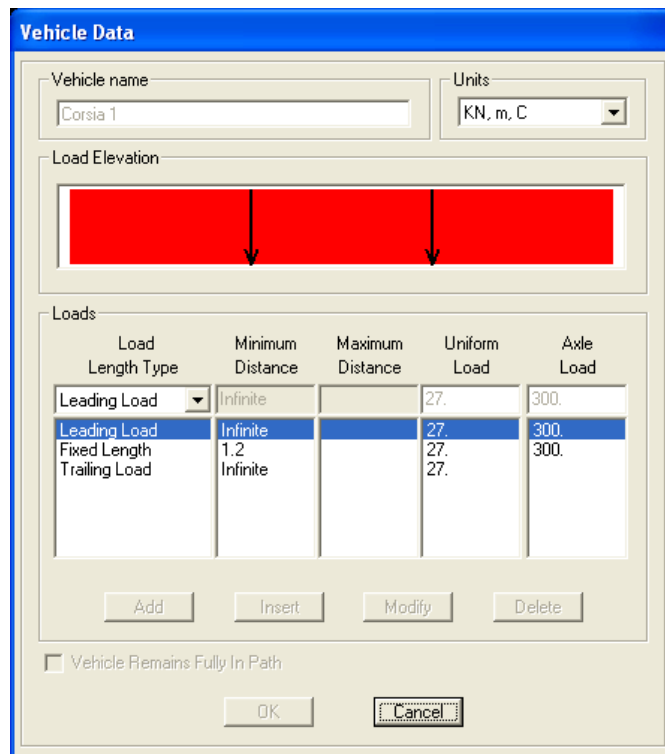 Vehicle Data
Vehicle name
Units
Corsia 1
KN, m, C
Load Elevation
Loads
Load Length Type
Minimum Distance
Maximum Distance
Uniform Load
Axle Load
Leading Load Infinite 27. 300.
Leading Load Infinite 27. 300.
Fixed Length 1.2 27. 300.
Trailing Load Infinite 27.
Add Insert Modify Delete
Vehicle Remains Fully In Path
OK Cancel